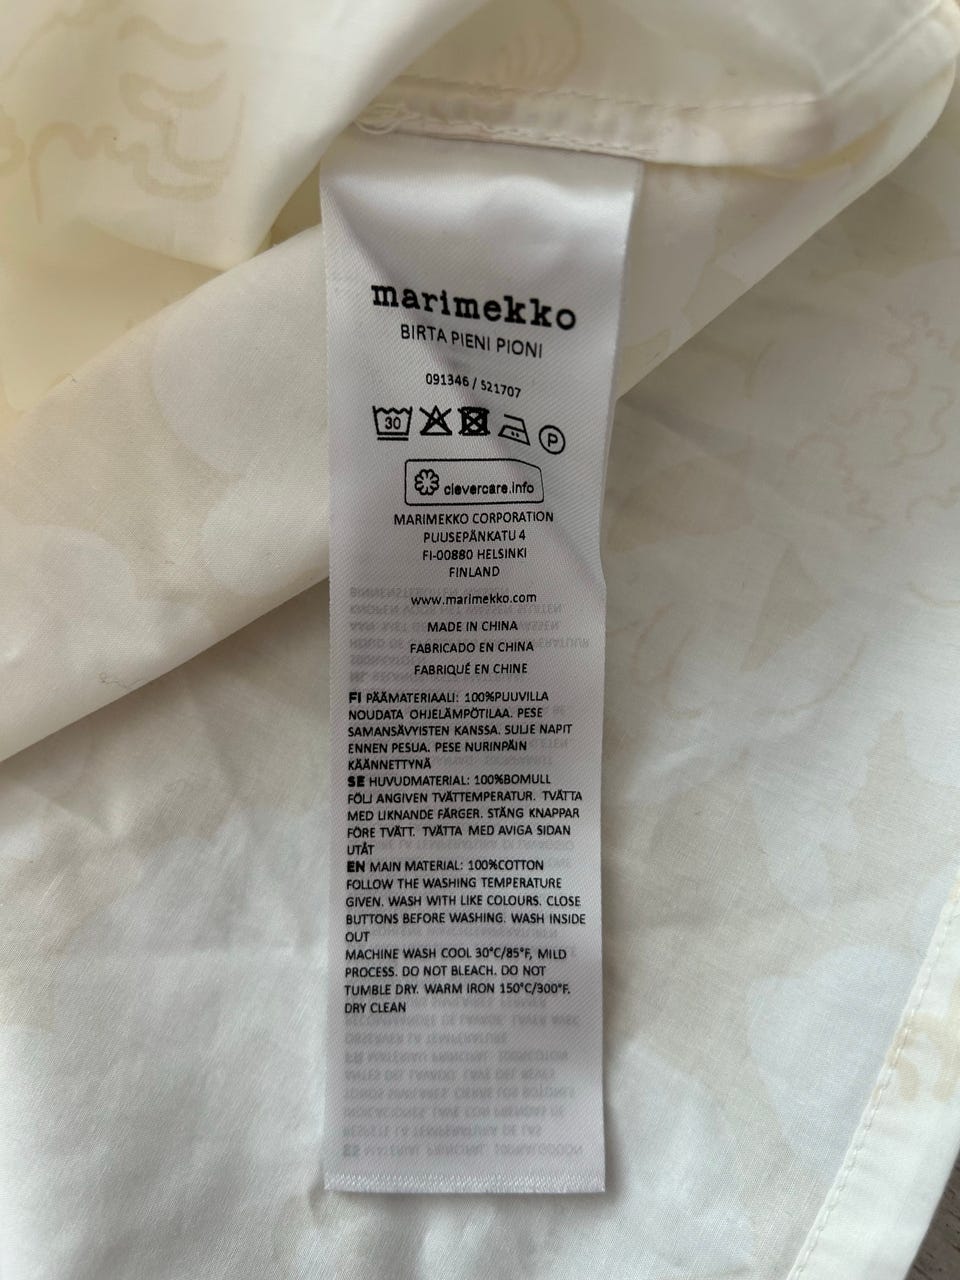 marimekko
BIRTA PIENI PIONI
091346 / S21707
30
P
clevercare.info
MARIMEKKO CORPORATION
PUUSEPÄNKATU 4
FI-00880 HELSINKI
FINLAND
www.marimekko.com
MADE IN CHINA
FABRICADO EN CHINA
FABRIQUÉ EN CHINE
FI PÄÄMATERIAALI: 100%PUUVILLA
NOUDATA OHJELÄMPÖTILAA. PESE
SAMANSÄVYISTEN KANSSA. SULJE NAPIT
ENNEN PESUA. PESE NURINPÄIN
KÄÄNNETTYNÄ
SE HUVUDMATERIAL: 100%BOMULL
FÖLJ ANGIVEN TVÄTTEMPERATUR. TVÄTTA
MED LIKNANDE FÄRGER. STÄNG KNAPPAR
FÖRE TVÄTT. TVÄTTA MED AVIGA SIDAN
UTÅT
EN MAIN MATERIAL: 100%COTTON
FOLLOW THE WASHING TEMPERATURE
GIVEN. WASH WITH LIKE COLOURS. CLOSE
BUTTONS BEFORE WASHING. WASH INSIDE
OUT
MACHINE WASH COOL 30°C/85°F, MILD
PROCESS. DO NOT BLEACH. DO NOT
TUMBLE DRY. WARM IRON 150°C/300°F.
DRY CLEAN